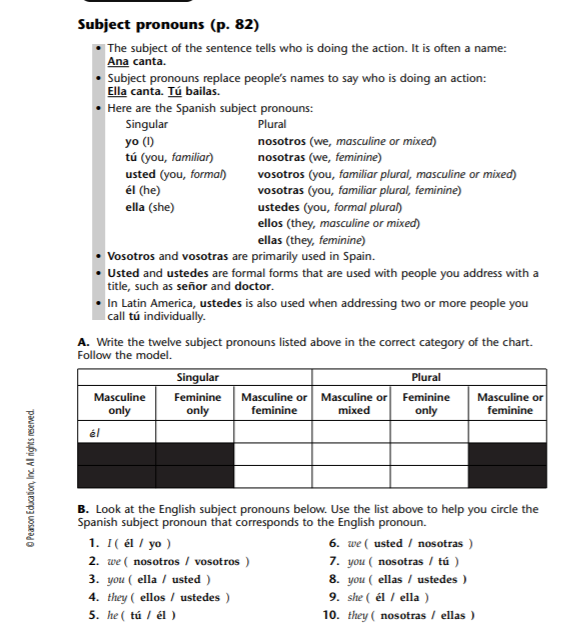 Subject pronouns (p. 82)
• The subject of the sentence tells who is doing the action. It is often a name:
Ana canta.
• Subject pronouns replace people's names to say who is doing an action:
Ella canta. Tú bailas.
• Here are the Spanish subject pronouns:
Singular Plural
yo (I) nosotros (we, masculine or mixed)
tú (you, familiar) nosotras (we, feminine)
usted (you, formal) vosotros (you, familiar plural, masculine or mixed)
él (he) vosotras (you, familiar plural, feminine)
ella (she) ustedes (you, formal plural)
ellos (they, masculine or mixed)
ellas (they, feminine)
• Vosotros and vosotras are primarily used in Spain.
• Usted and ustedes are formal forms that are used with people you address with a
title, such as señor and doctor.
• In Latin America, ustedes is also used when addressing two or more people you
call tú individually.
A. Write the twelve subject pronouns listed above in the correct category of the chart.
Follow the model.
Singular Plural
Masculine Feminine Masculine or Masculine or Feminine Masculine or
only only feminine mixed only feminine
él
B. Look at the English subject pronouns below. Use the list above to help you circle the
Spanish subject pronoun that corresponds to the English pronoun.
1. I ( él / yo ) 6. we ( usted / nosotras )
2. we ( nosotros / vosotros ) 7. you ( nosotras / tú )
3. you ( ella / usted ) 8. you ( ellas / ustedes )
4. they ( ellos / ustedes ) 9. she ( él / ella )
5. he ( tú / él ) 10. they ( nosotras / ellas )
© Pearson Education, Inc. All rights reserved.